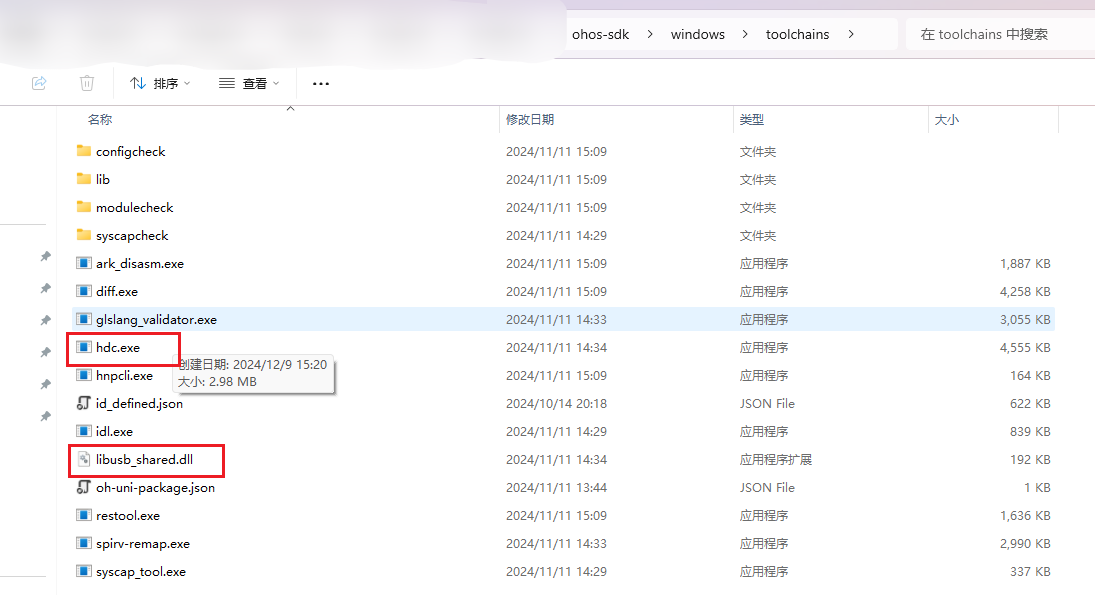 ohos-sdk > windows > toolchains > 在 toolchains 中搜索
排序 查看 ...
名称 修改日期 类型 大小
configcheck 2024/11/11 15:09 文件夹
lib 2024/11/11 15:09 文件夹
modulecheck 2024/11/11 15:09 文件夹
syscapcheck 2024/11/11 14:29 文件夹
ark_disasm.exe 2024/11/11 15:09 应用程序 1,887 KB
diff.exe 2024/11/11 15:09 应用程序 4,258 KB
glslang_validator.exe 2024/11/11 14:33 应用程序 3,055 KB
hdc.exe 2024/11/11 14:34 应用程序 4,555 KB
创建日期: 2024/12/9 15:20
大小: 2.98 MB
hnpcli.exe 2024/11/11 15:09 应用程序 164 KB
id_defined.json 2024/10/14 20:18 JSON File 622 KB
idl.exe 2024/11/11 14:29 应用程序 839 KB
libusb_shared.dll 2024/11/11 14:34 应用程序扩展 192 KB
oh-uni-package.json 2024/11/11 13:44 JSON File 1 KB
restool.exe 2024/11/11 15:09 应用程序 1,636 KB
spirv-remap.exe 2024/11/11 14:33 应用程序 2,990 KB
syscap_tool.exe 2024/11/11 14:29 应用程序 337 KB